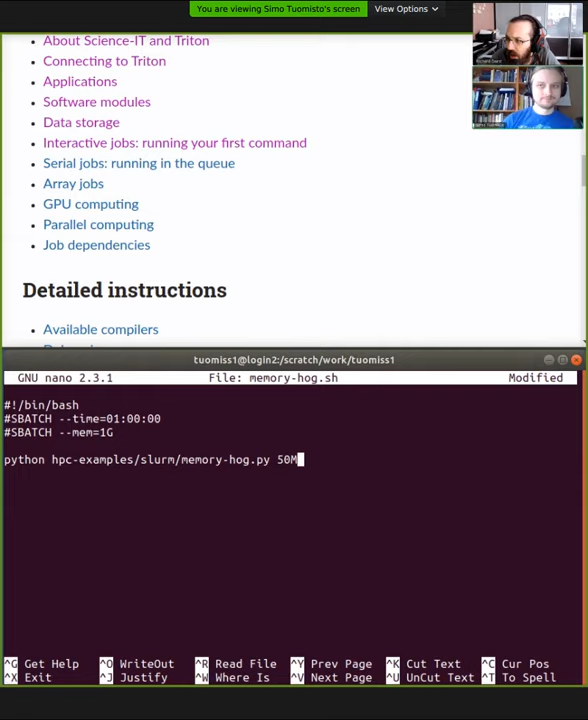 You are viewing Simo Tuomisto's screen
View Options
About Science-IT and Triton
Connecting to Triton
Applications
Software modules
Data storage
Interactive jobs: running your first command
Serial jobs: running in the queue
Array jobs
GPU computing
Parallel computing
Job dependencies
Detailed instructions
Available compilers
tuomiss1@login2:/scratch/work/tuomiss1
GNU nano 2.3.1 File: memory-hog.sh Modified
#!/bin/bash
#SBATCH --time=01:00:00
#SBATCH --mem=1G
python hpc-examples/slurm/memory-hog.py 50M
^G Get Help ^O WriteOut ^R Read File ^Y Prev Page ^K Cut Text ^C Cur Pos
^X Exit ^J Justify ^W Where Is ^V Next Page ^U UnCut Text ^T To Spell